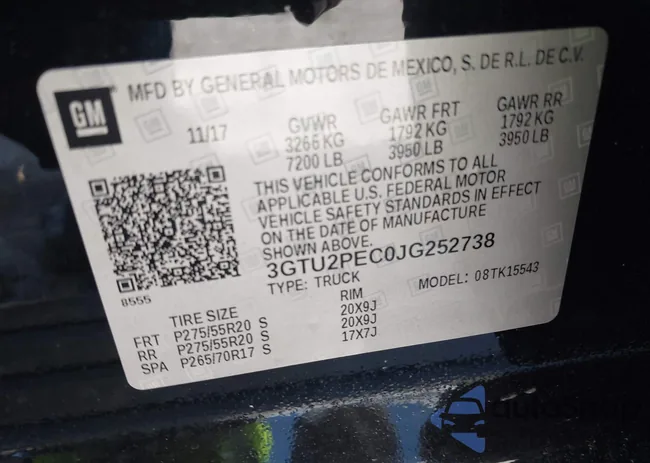 MFD BY GENERAL MOTORS DE MEXICO, S. DE R.L. DE C.V.
GM
11/17
GVWR
3266 KG
7200 LB
GAWR FRT
1792 KG
3950 LB
GAWR RR
1792 KG
3950 LB
THIS VEHICLE CONFORMS TO ALL
APPLICABLE U.S. FEDERAL MOTOR
VEHICLE SAFETY STANDARDS IN EFFECT
ON THE DATE OF MANUFACTURE
SHOWN ABOVE.
3GTU2PEC0JG252738
TYPE: TRUCK
MODEL: 08TK15543
8555
TIRE SIZE RIM
FRT P275/55R20 S 20X9J
RR P275/55R20 S 20X9J
SPA P265/70R17 S 17X7J